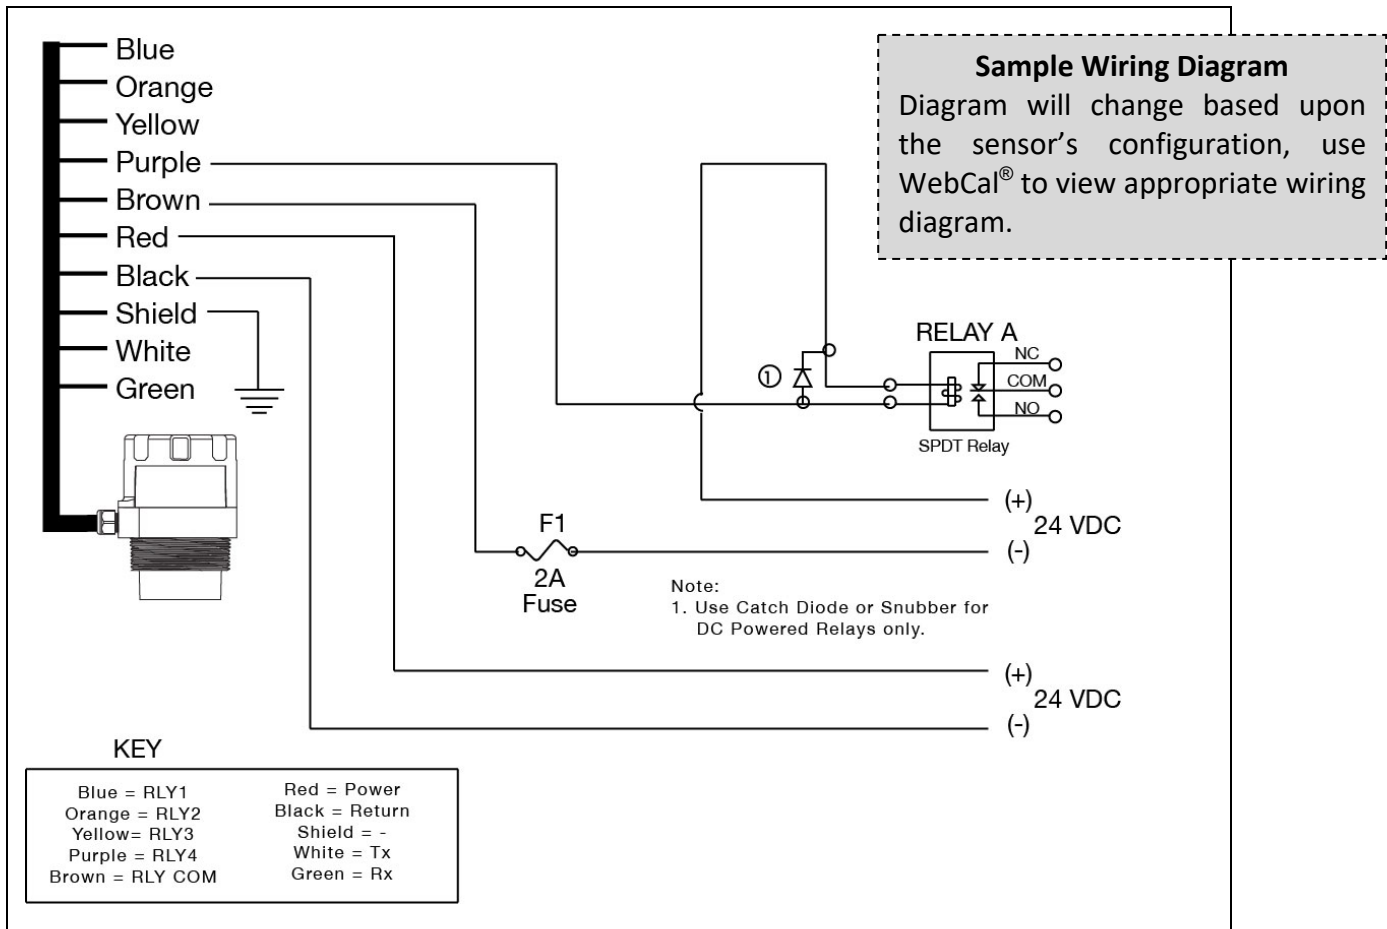 Blue
Orange
Yellow
Purple
Brown
Red
Black
Shield
White
Green
Sample Wiring Diagram
Diagram will change based upon
the sensor's configuration, use
WebCal® to view appropriate wiring
diagram.
RELAY A
1
NC
COM
NO
SPDT Relay
(+)
24 VDC
(-)
F1
2A
Fuse
Note:
1. Use Catch Diode or Snubber for
DC Powered Relays only.
(+)
24 VDC
(-)
KEY
Blue = RLY1
Orange = RLY2
Yellow= RLY3
Purple = RLY4
Brown = RLY COM
Red = Power
Black = Return
Shield = -
White = Tx
Green = Rx